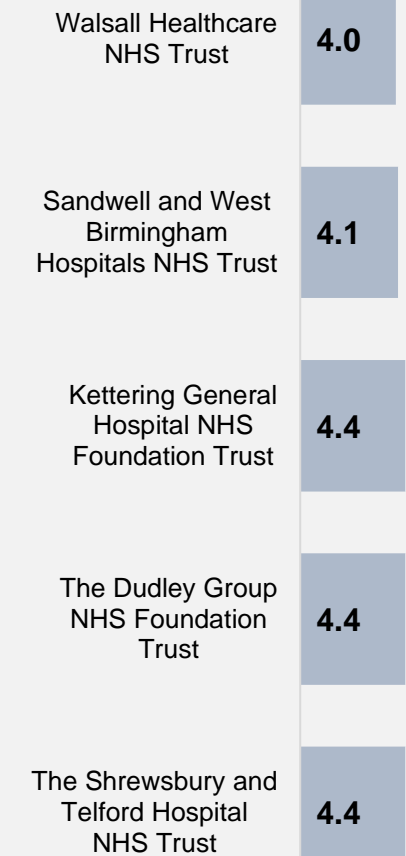 Walsall Healthcare
NHS Trust
4.0
Sandwell and West
Birmingham
Hospitals NHS Trust
4.1
Kettering General
Hospital NHS
Foundation Trust
4.4
The Dudley Group
NHS Foundation
Trust
4.4
The Shrewsbury and
Telford Hospital
NHS Trust
4.4